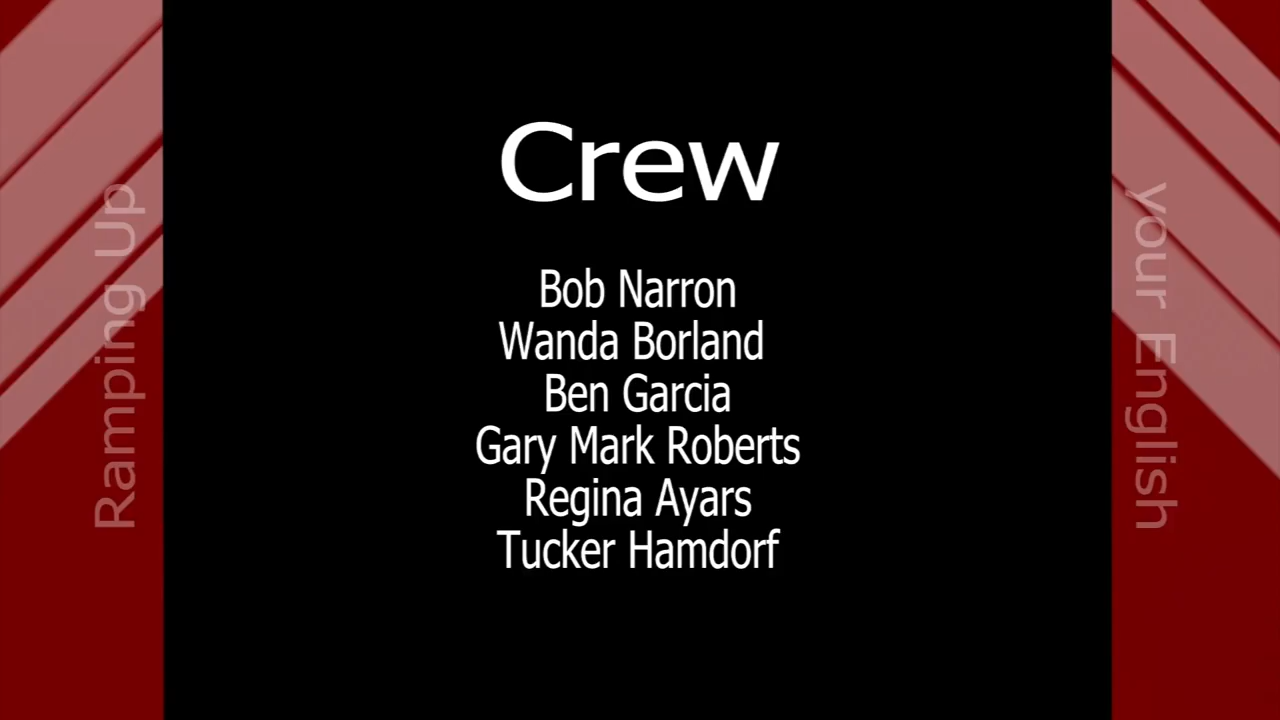 Crew
Bob Narron
Wanda Borland
Ben Garcia
Gary Mark Roberts
Regina Ayars
Tucker Hamdorf
Ramping Up
your English